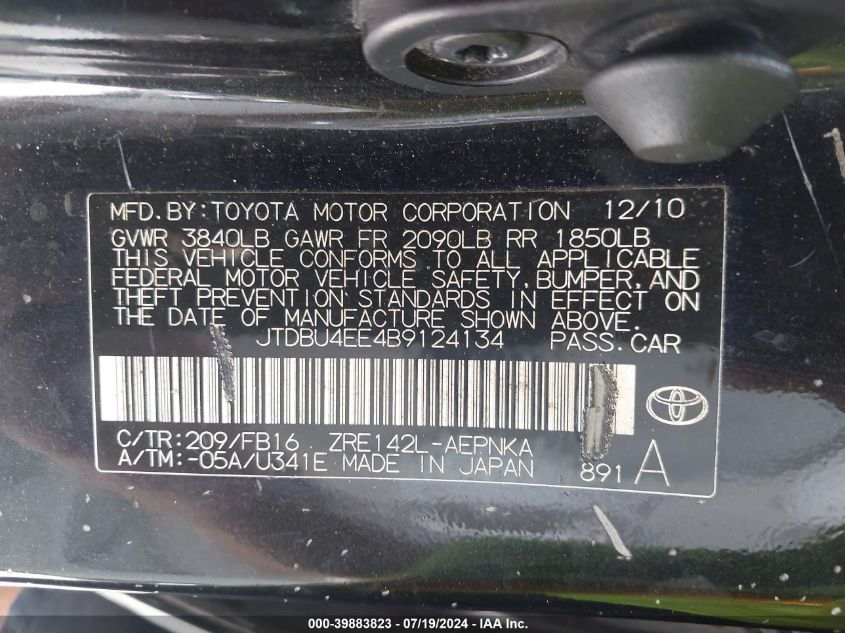 MFD.BY:TOYOTA MOTOR CORPORATION 12/10
GVWR 3840LB GAWR FR 2090LB RR 1850LB
THIS VEHICLE CONFORMS TO ALL APPLICABLE
FEDERAL MOTOR VEHICLE SAFETY,BUMPER,AND
THEFT PREVENTION STANDARDS IN EFFECT ON
THE DATE OF MANUFACTURE SHOWN ABOVE.
JTDBU4EE4B9124134 PASS.CAR
C/TR:209/FB16 ZRE142L-AEPNKA
A/TM:-05A/U341E MADE IN JAPAN 891 A
000-39883823 - 07/19/2024 - IAA Inc.